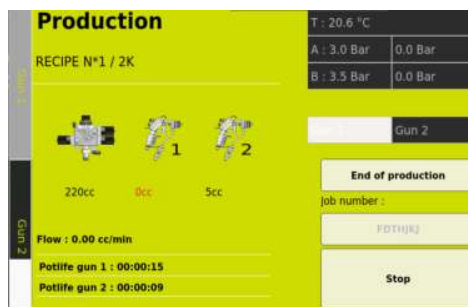 Production
RECIPE N°1 / 2K
T : 20.6 °C
A : 3.0 Bar 0.0 Bar
B : 3.5 Bar 0.0 Bar
Gun 2
1
2
220cc
0cc
5cc
Gun 2
Flow : 0.00 cc/min
Potlife gun 1 : 00:00:15
Potlife gun 2 : 00:00:09
End of production
Job number :
FDTHJKJ
Stop